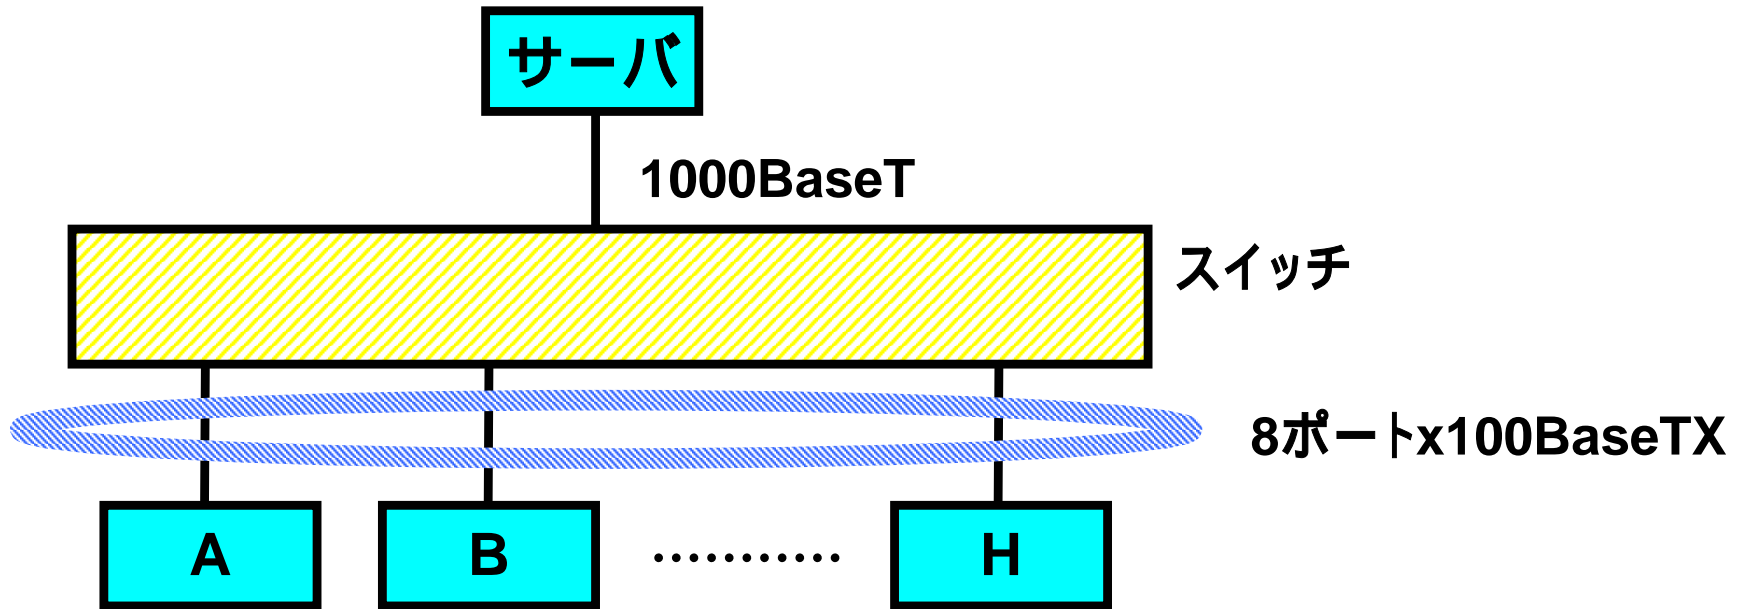 サーバ
1000BaseT
スイッチ
8ポートx100BaseTX
A B ........... H